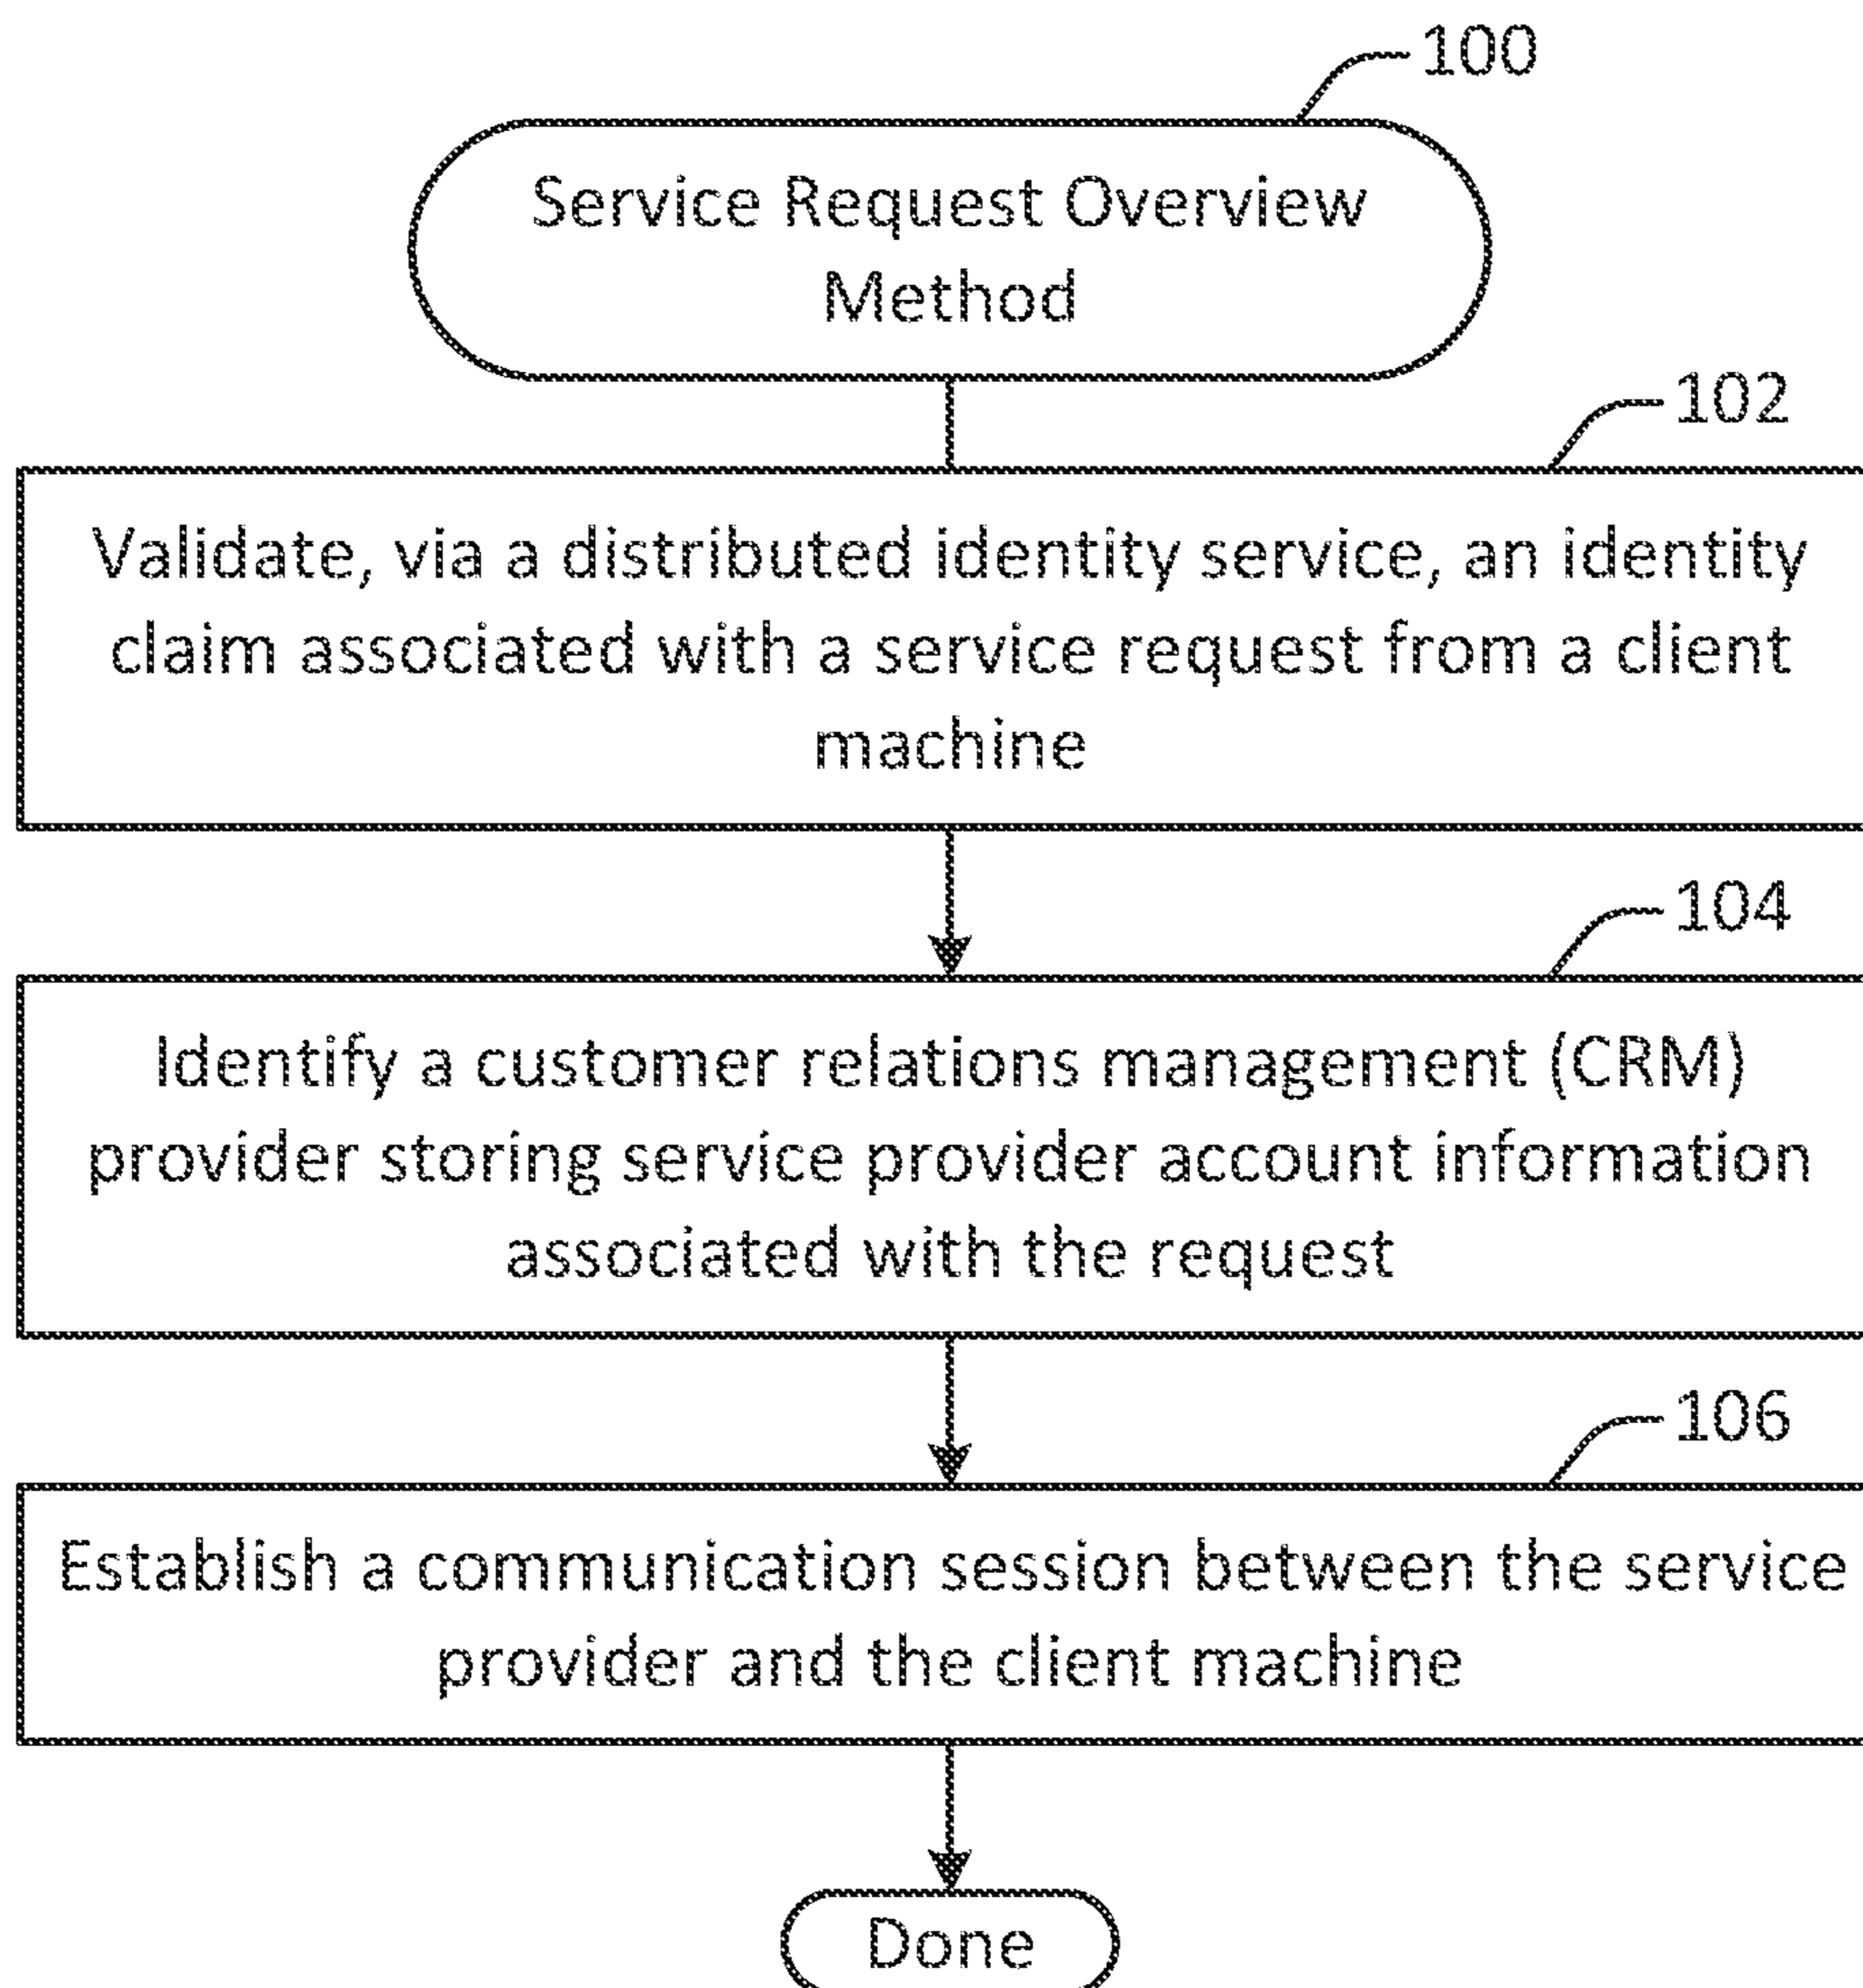 100
Service Request Overview
Method
102
Validate, via a distributed identity service, an identity
claim associated with a service request from a client
machine
104
Identify a customer relations management (CRM)
provider storing service provider account information
associated with the request
106
Establish a communication session between the service
provider and the client machine
Done